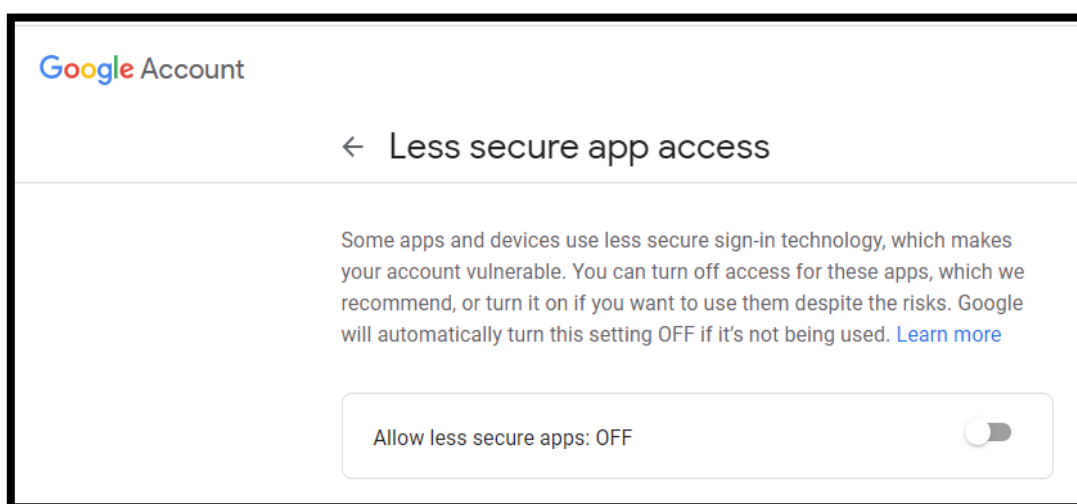 Google Account
Less secure app access
Some apps and devices use less secure sign-in technology, which makes
your account vulnerable. You can turn off access for these apps, which we
recommend, or turn it on if you want to use them despite the risks. Google
will automatically turn this setting OFF if it's not being used. Learn more
Allow less secure apps: OFF